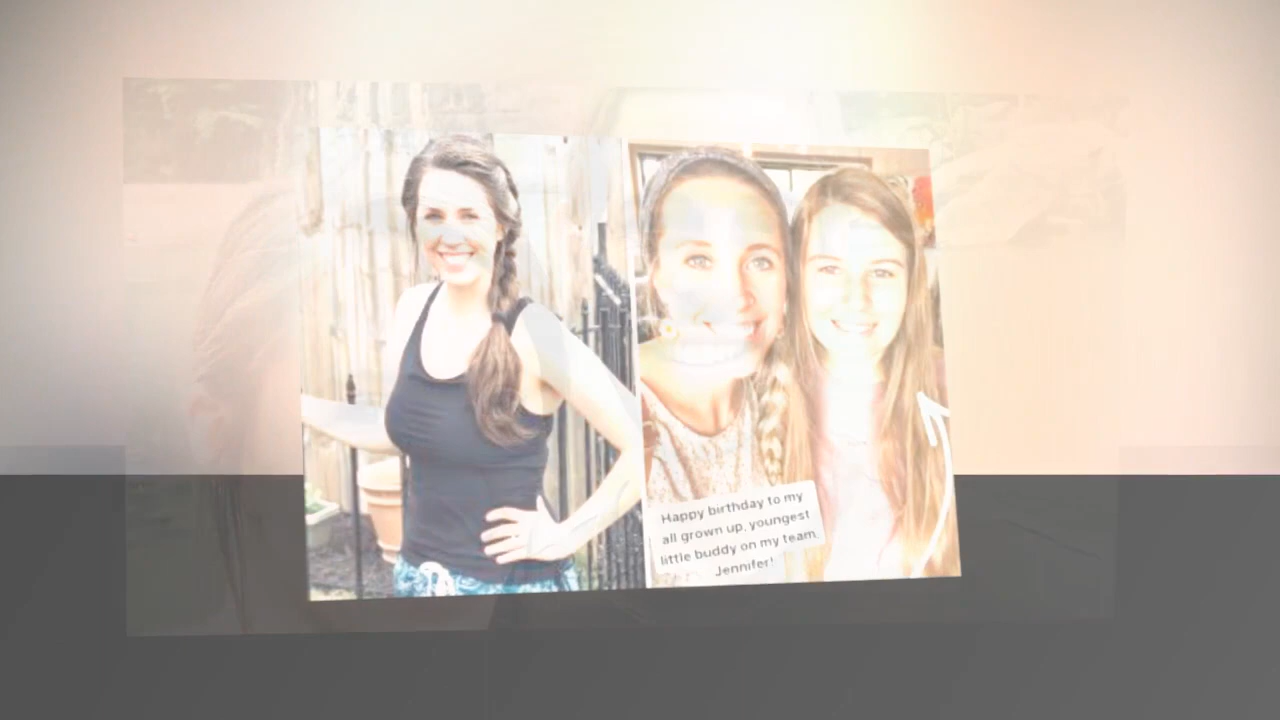 Happy birthday to my
all grown up, youngest
little buddy on my team,
Jennifer!